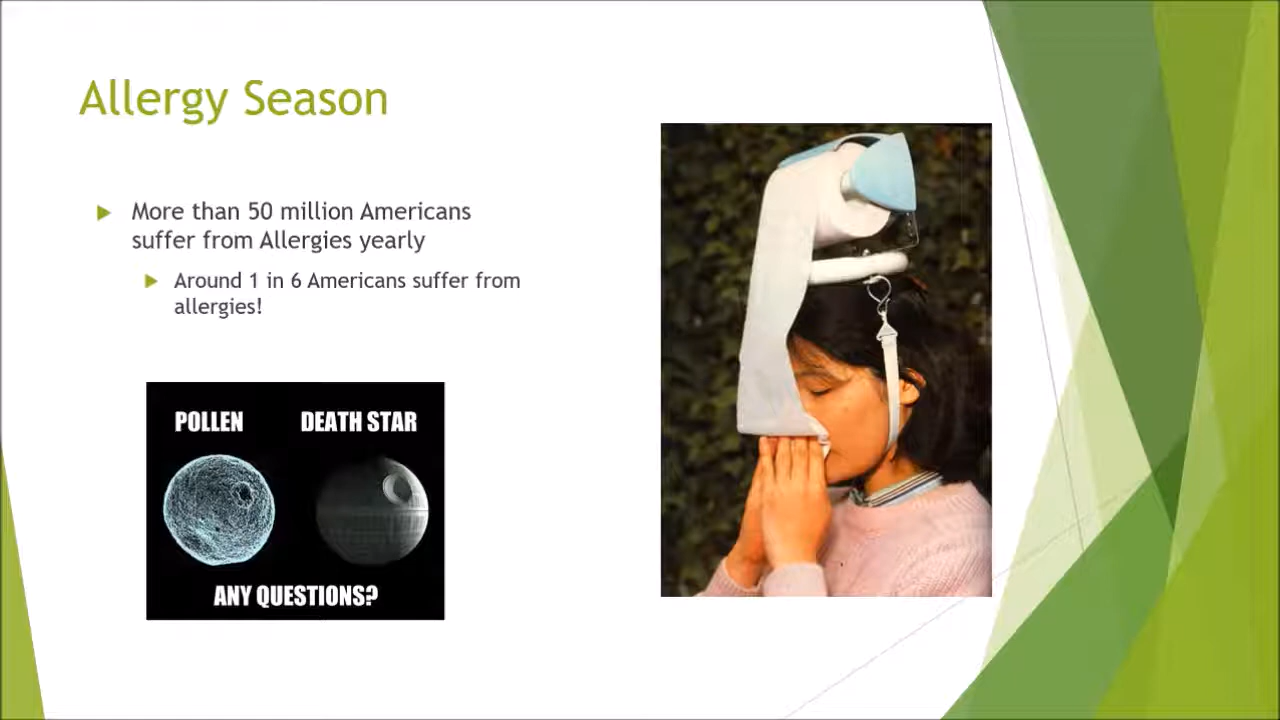 Allergy Season
More than 50 million Americans
suffer from Allergies yearly
Around 1 in 6 Americans suffer from
allergies!
POLLEN DEATH STAR
ANY QUESTIONS?